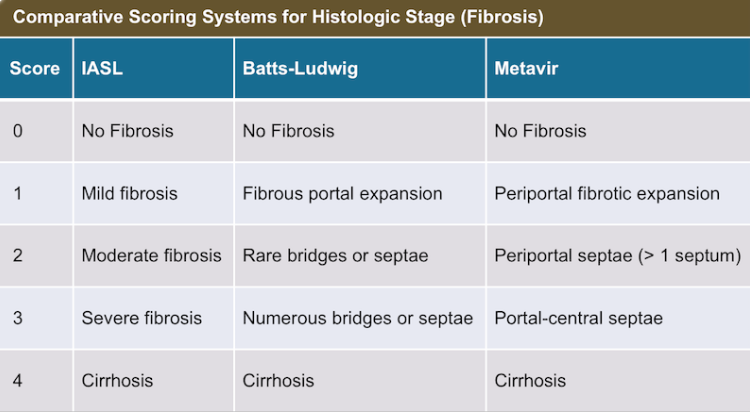 Comparative Scoring Systems for Histologic Stage (Fibrosis)
Score IASL Batts-Ludwig Metavir
0 No Fibrosis No Fibrosis No Fibrosis
1 Mild fibrosis Fibrous portal expansion Periportal fibrotic expansion
2 Moderate fibrosis Rare bridges or septae Periportal septae (> 1 septum)
3 Severe fibrosis Numerous bridges or septae Portal-central septae
4 Cirrhosis Cirrhosis Cirrhosis